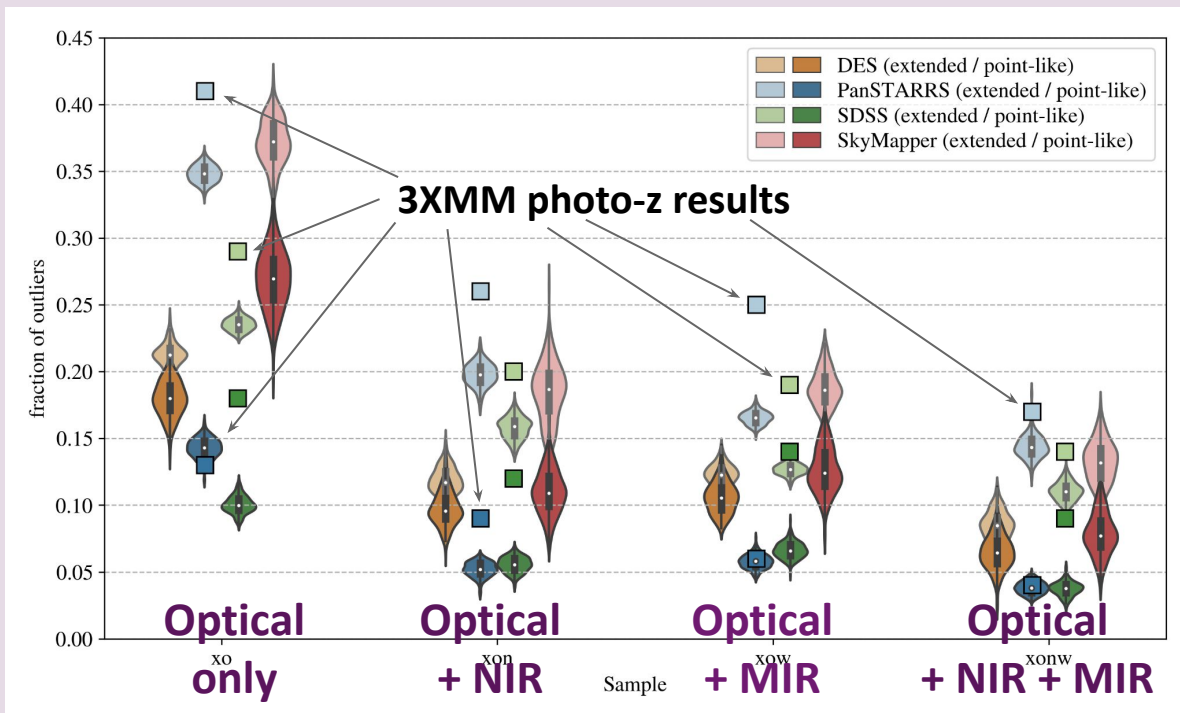 0.45
0.40
0.35
0.30
0.25
0.20
0.15
0.10
0.05
0.00
fraction of outliers
DES (extended / point-like)
PanSTARRS (extended / point-like)
SDSS (extended / point-like)
SkyMapper (extended / point-like)
3XMM photo-z results
Optical
only
Optical
+ NIR
Optical
+ MIR
Optical
+ NIR + MIR
xo
xon
xow
xonw
Sample